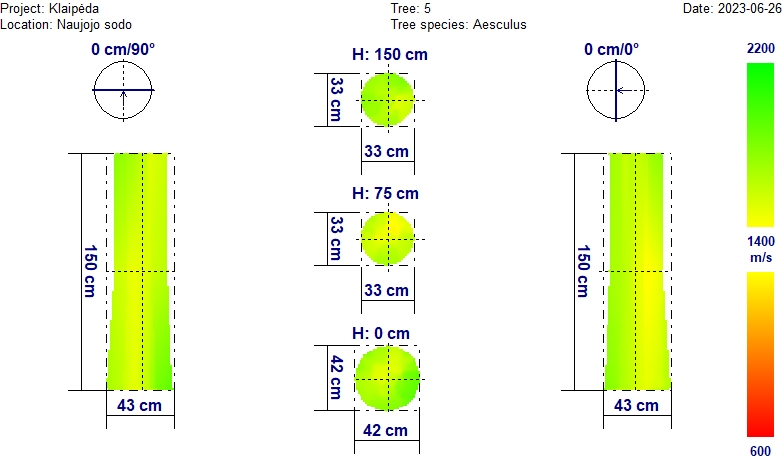 Project: Klaipėda Tree: 5 Date: 2023-06-26
Location: Naujojo sodo Tree species: Aesculus
0 cm/90° H: 150 cm 0 cm/0° 2200
33 cm
33 cm
H: 75 cm
33 cm
33 cm
1400
m/s
150 cm
150 cm
H: 0 cm
42 cm
43 cm
43 cm
42 cm
600